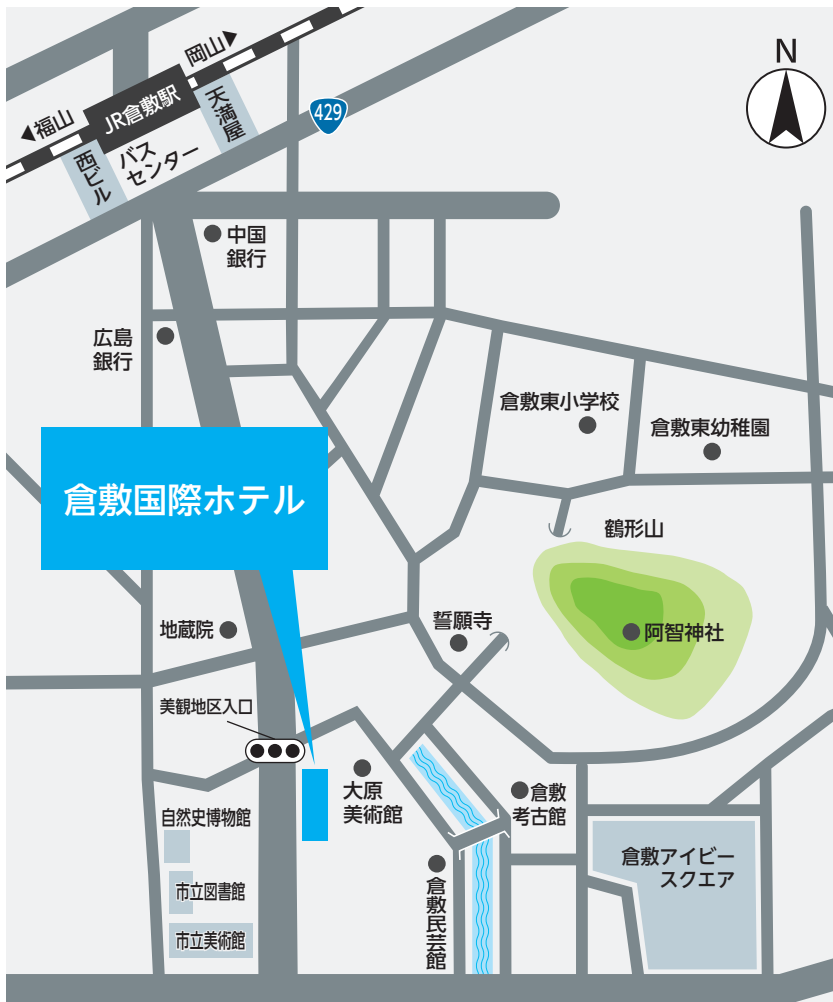 岡山▶
N
◀福山
JR倉敷駅
天満屋
429
西ビル
バス
センター
中国
銀行
広島
銀行
倉敷東小学校
倉敷東幼稚園
倉敷国際ホテル
鶴形山
地蔵院
誓願寺
阿智神社
美観地区入口
大原
美術館
倉敷
考古館
自然史博物館
倉敷アイビー
スクエア
市立図書館
倉敷民芸館
市立美術館